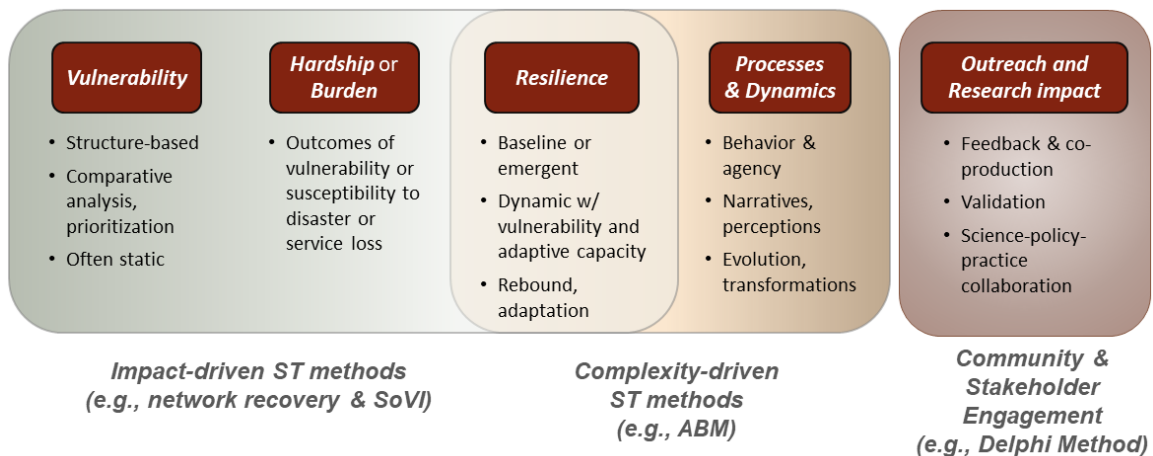 Vulnerability
• Structure-based
• Comparative
analysis,
prioritization
• Often static
Hardship or
Burden
• Outcomes of
vulnerability or
susceptibility to
disaster or
service loss
Resilience
• Baseline or
emergent
• Dynamic w/
vulnerability and
adaptive capacity
• Rebound,
adaptation
Processes
& Dynamics
• Behavior &
agency
• Narratives,
perceptions
• Evolution,
transformations
Outreach and
Research impact
• Feedback & co-
production
• Validation
• Science-policy-
practice
collaboration
Impact-driven ST methods
(e.g., network recovery & SoVI)
Complexity-driven
ST methods
(e.g., ABM)
Community &
Stakeholder
Engagement
(e.g., Delphi Method)